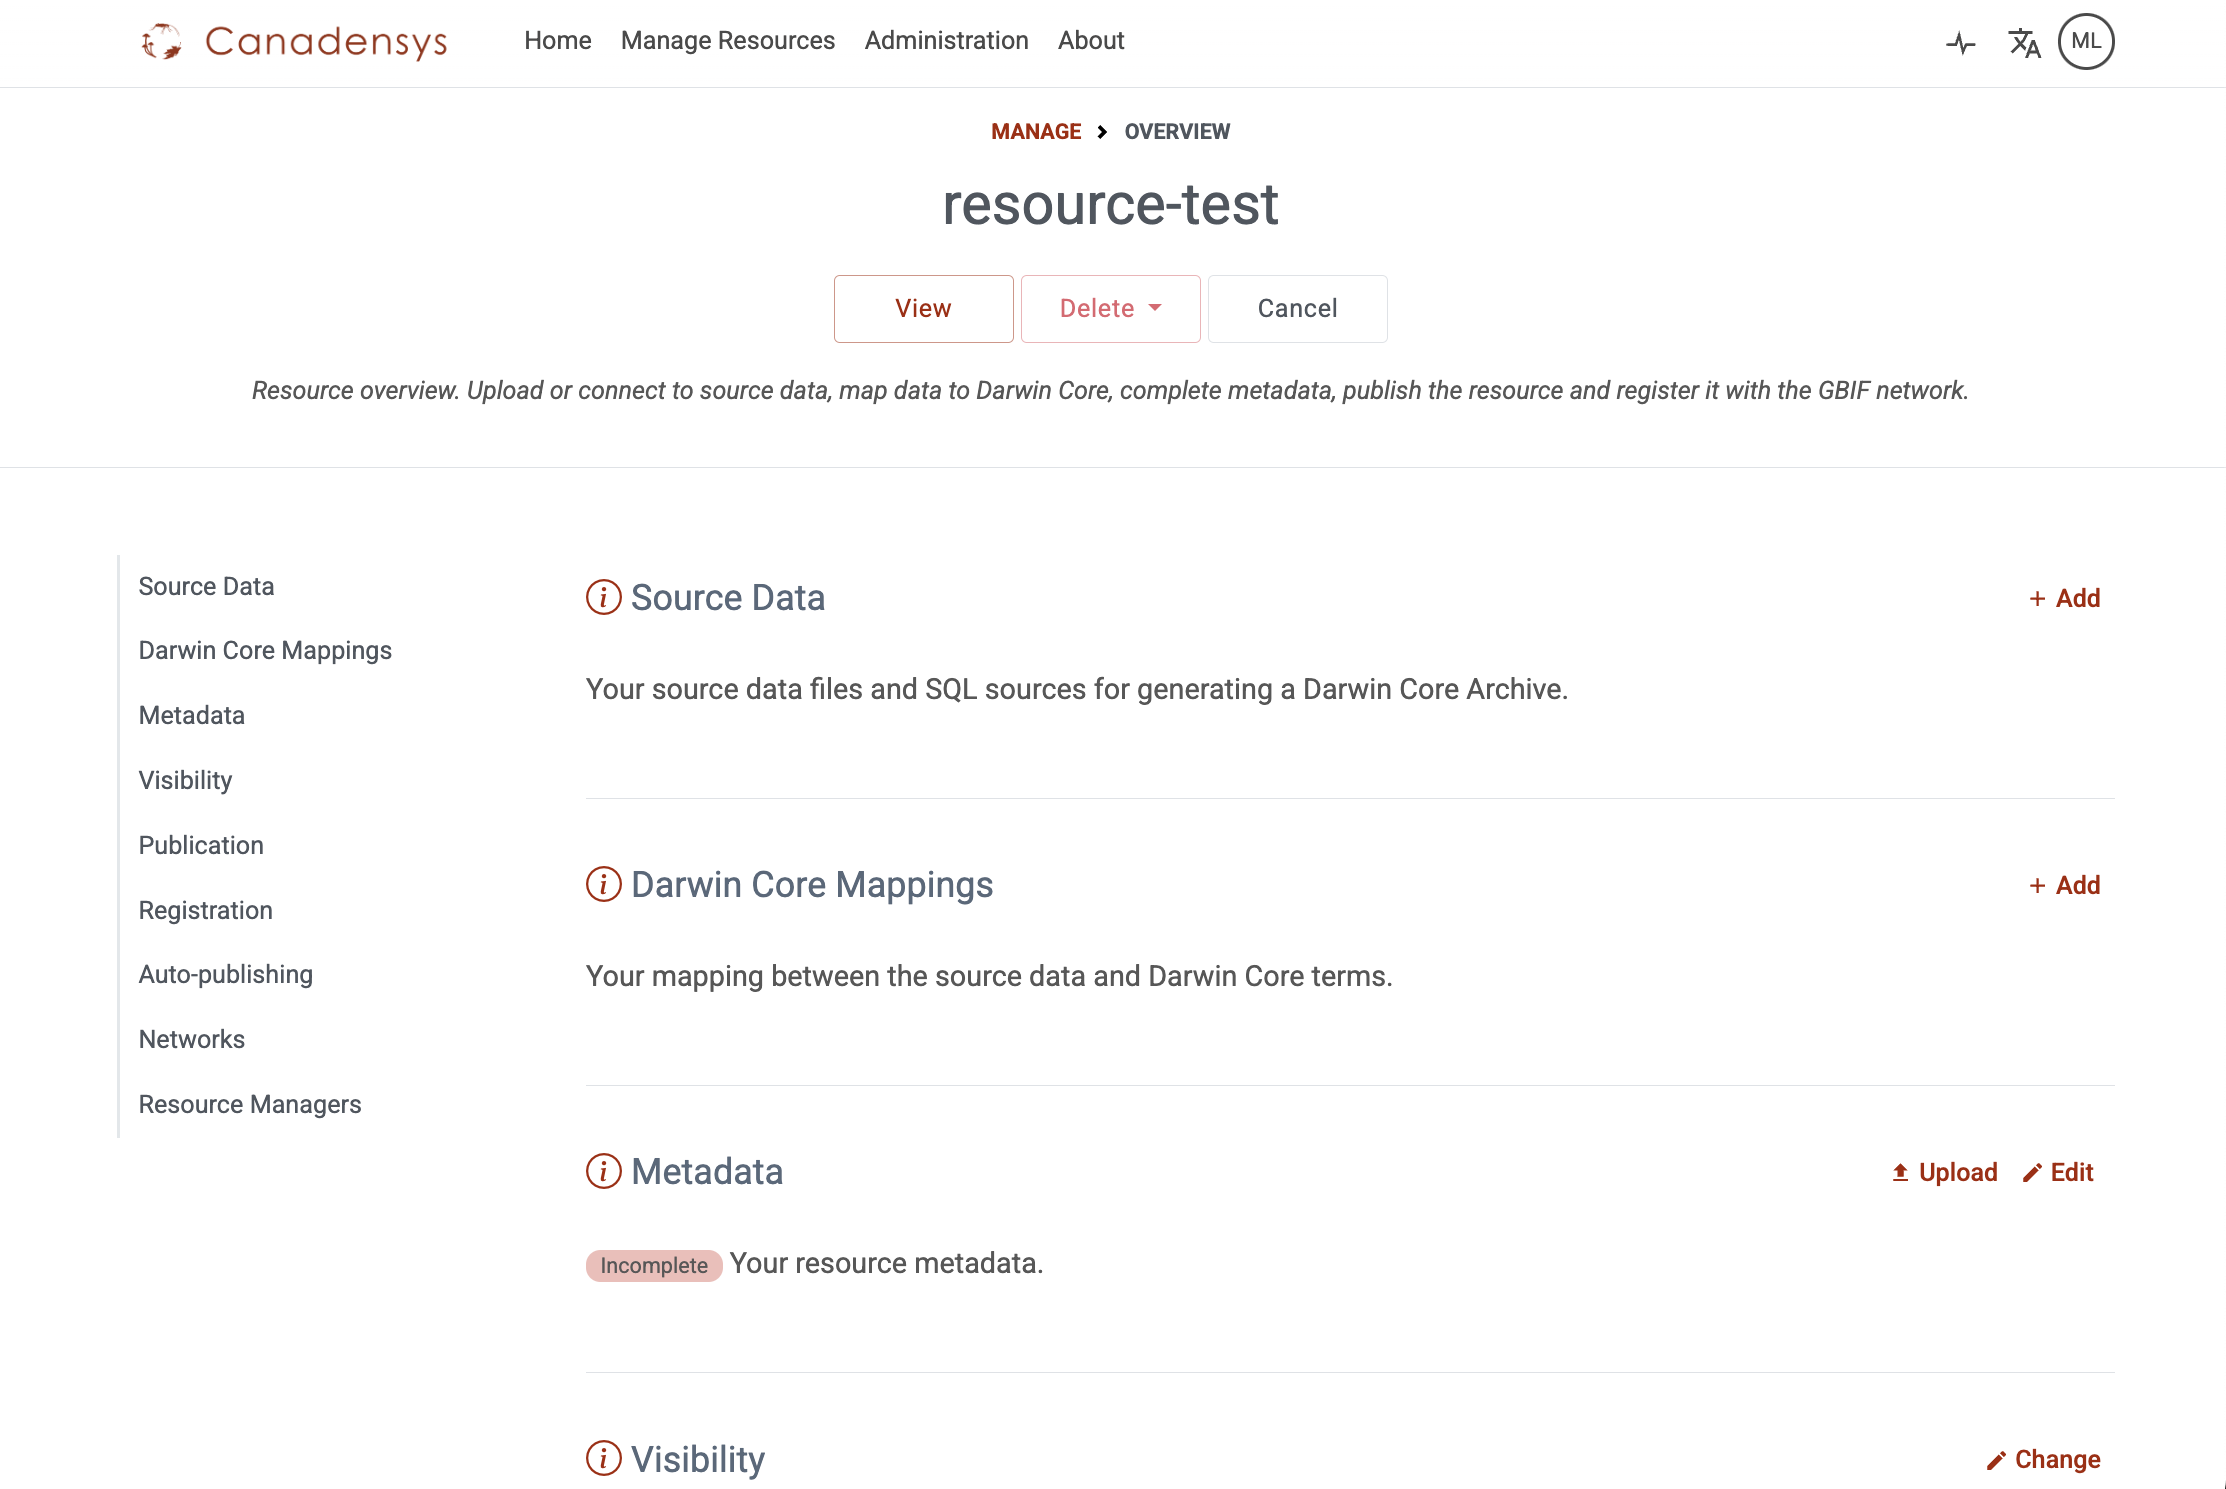 Canadensys Home Manage Resources Administration About ML
MANAGE OVERVIEW
resource-test
View Delete Cancel
Resource overview. Upload or connect to source data, map data to Darwin Core, complete metadata, publish the resource and register it with the GBIF network.
Source Data
Darwin Core Mappings
Metadata
Visibility
Publication
Registration
Auto-publishing
Networks
Resource Managers
Source Data + Add
Your source data files and SQL sources for generating a Darwin Core Archive.
Darwin Core Mappings + Add
Your mapping between the source data and Darwin Core terms.
Metadata Upload Edit
Incomplete Your resource metadata.
Visibility Change